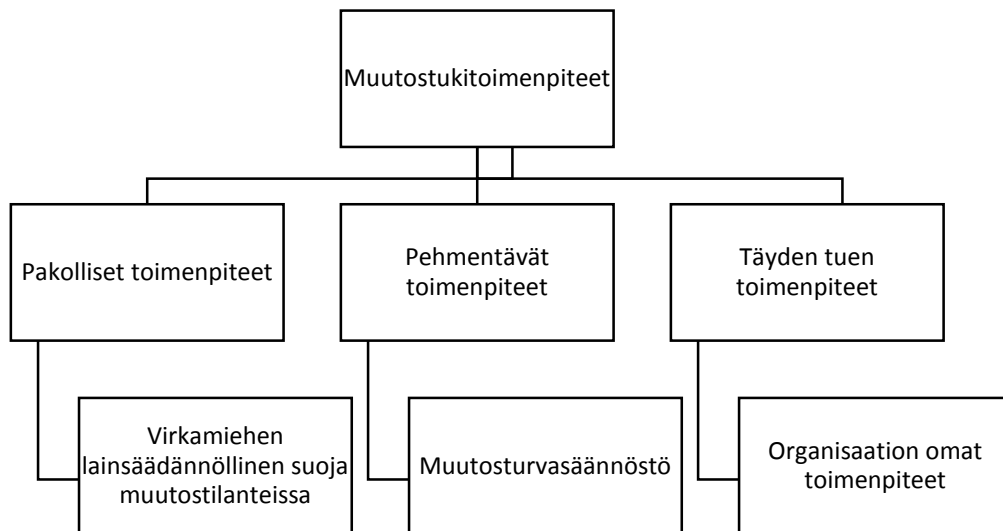 Muutostukitoimenpiteet
Pakolliset toimenpiteet
Pehmentävät
toimenpiteet
Täyden tuen
toimenpiteet
Virkamiehen
lainsäädännöllinen suoja
muutostilanteissa
Muutosturvasäännöstö
Organisaation omat
toimenpiteet